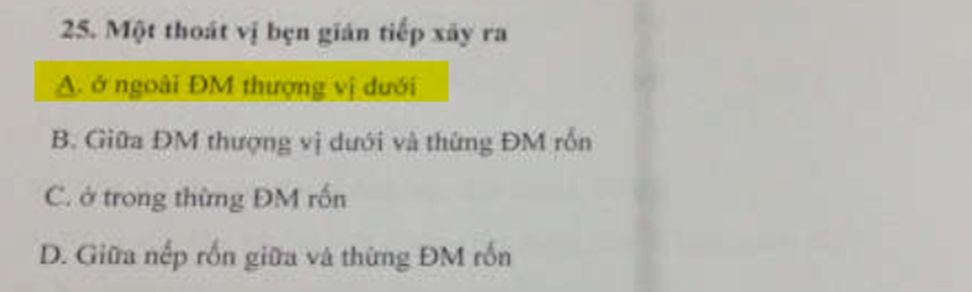 25. Một thoát vị bẹn gián tiếp xảy ra
A. ở ngoài ĐM thượng vị dưới
B. Giữa ĐM thượng vị dưới và thừng ĐM rốn
C. ở trong thừng ĐM rốn
D. Giữa nếp rốn giữa và thừng ĐM rốn